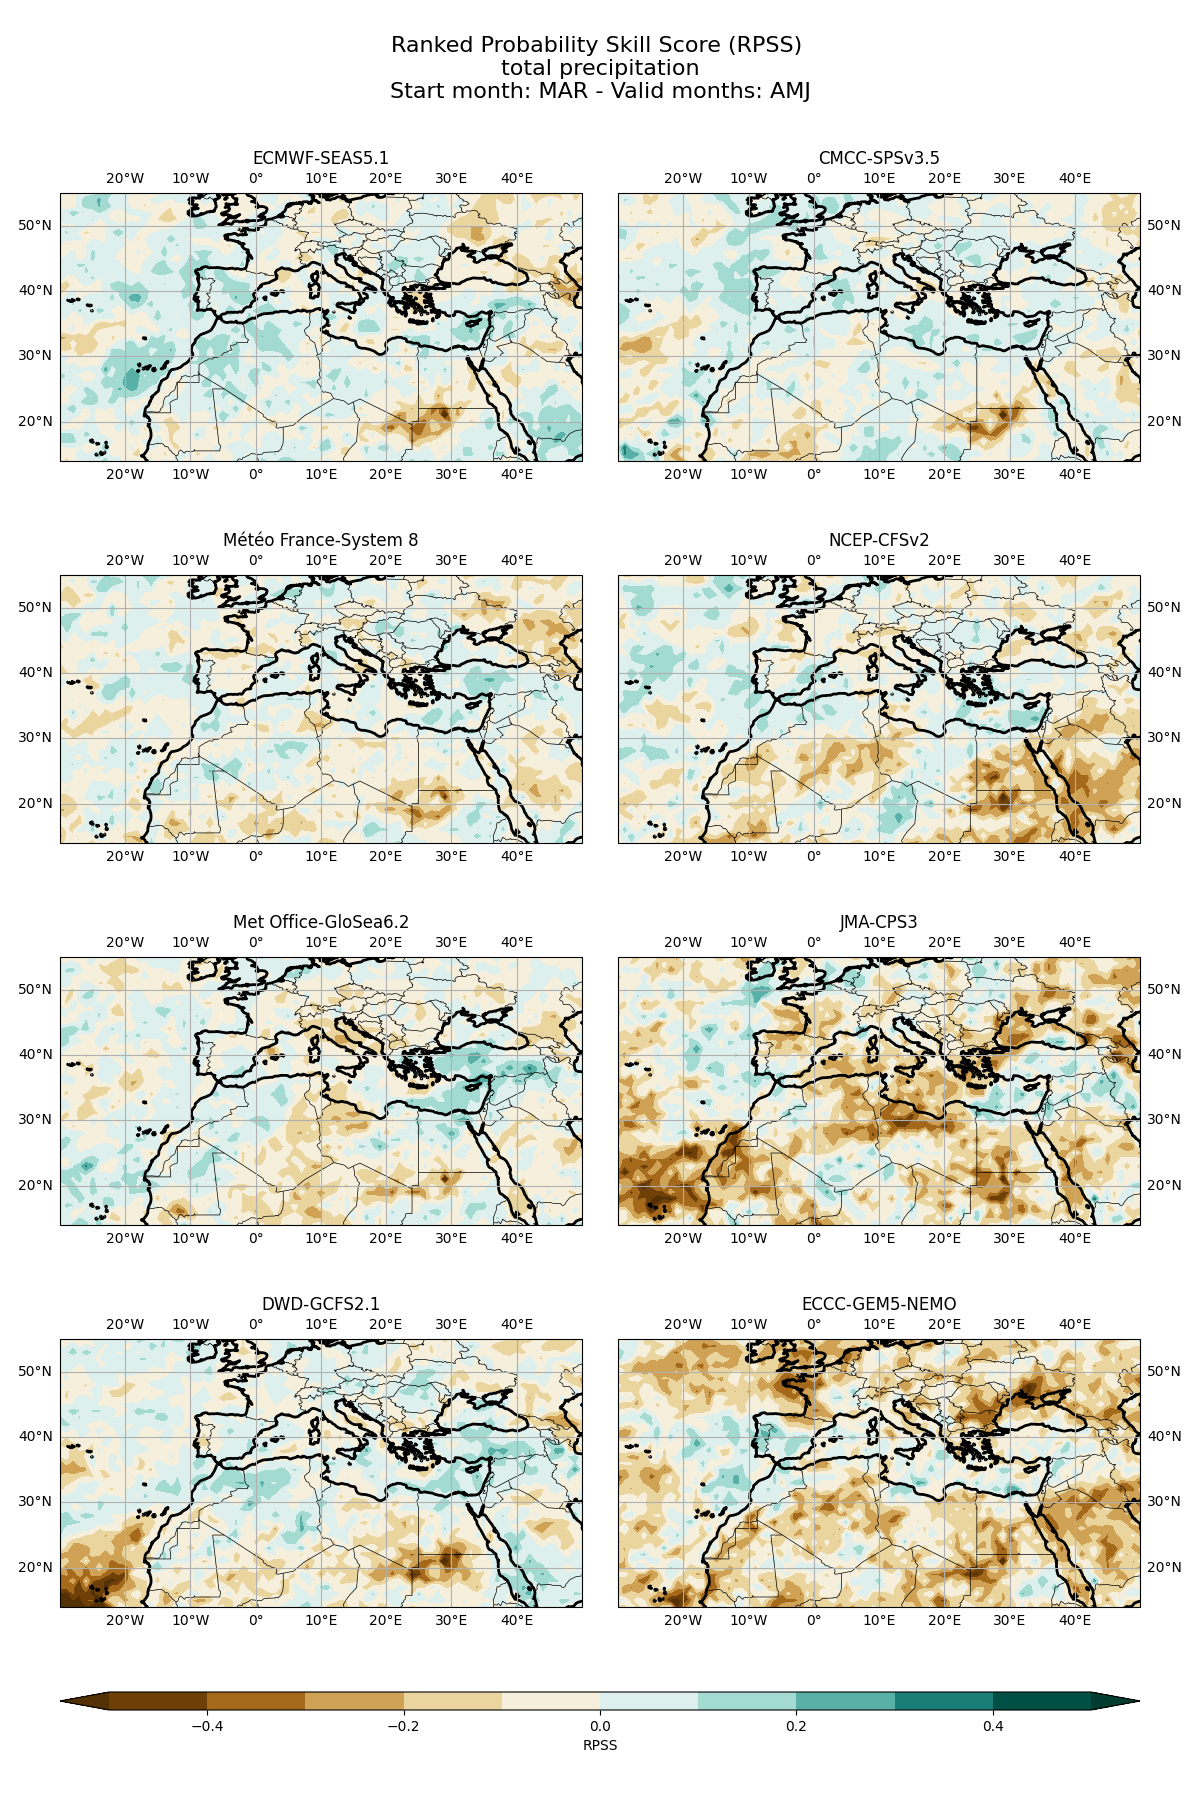 Ranked Probability Skill Score (RPSS)
total precipitation
Start month: MAR - Valid months: AMJ
ECMWF-SEAS5.1
20°W 10°W 0° 10°E 20°E 30°E 40°E
50°N
40°N
30°N
20°N
20°W 10°W 0° 10°E 20°E 30°E 40°E
CMCC-SPSv3.5
20°W 10°W 0° 10°E 20°E 30°E 40°E
50°N
40°N
30°N
20°N
20°W 10°W 0° 10°E 20°E 30°E 40°E
Météo France-System 8
20°W 10°W 0° 10°E 20°E 30°E 40°E
50°N
40°N
30°N
20°N
20°W 10°W 0° 10°E 20°E 30°E 40°E
NCEP-CFSv2
20°W 10°W 0° 10°E 20°E 30°E 40°E
50°N
40°N
30°N
20°N
20°W 10°W 0° 10°E 20°E 30°E 40°E
Met Office-GloSea6.2
20°W 10°W 0° 10°E 20°E 30°E 40°E
50°N
40°N
30°N
20°N
20°W 10°W 0° 10°E 20°E 30°E 40°E
JMA-CPS3
20°W 10°W 0° 10°E 20°E 30°E 40°E
50°N
40°N
30°N
20°N
20°W 10°W 0° 10°E 20°E 30°E 40°E
DWD-GCFS2.1
20°W 10°W 0° 10°E 20°E 30°E 40°E
50°N
40°N
30°N
20°N
20°W 10°W 0° 10°E 20°E 30°E 40°E
ECCC-GEM5-NEMO
20°W 10°W 0° 10°E 20°E 30°E 40°E
50°N
40°N
30°N
20°N
20°W 10°W 0° 10°E 20°E 30°E 40°E
−0.4 −0.2 0.0 0.2 0.4
RPSS